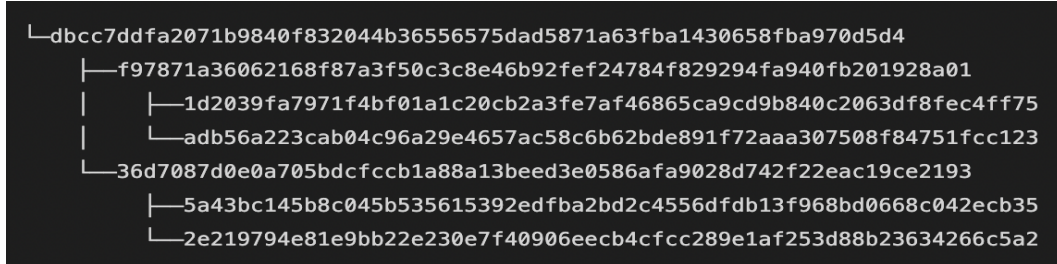 └─dbcc7ddfa2071b9840f832044b36556575dad5871a63fba1430658fba970d5d4
   ├──f97871a36062168f87a3f50c3c8e46b92fef24784f829294fa940fb201928a01
   │   ├──1d2039fa7971f4bf01a1c20cb2a3fe7af46865ca9cd9b840c2063df8fec4ff75
   │   └──adb56a223cab04c96a29e4657ac58c6b62bde891f72aaa307508f84751fcc123
   └──36d7087d0e0a705bdcfccb1a88a13beed3e0586afa9028d742f22eac19ce2193
       ├──5a43bc145b8c045b535615392edfba2bd2c4556dfdb13f968bd0668c042ecb35
       └──2e219794e81e9bb22e230e7f40906eecb4cfcc289e1af253d88b23634266c5a2